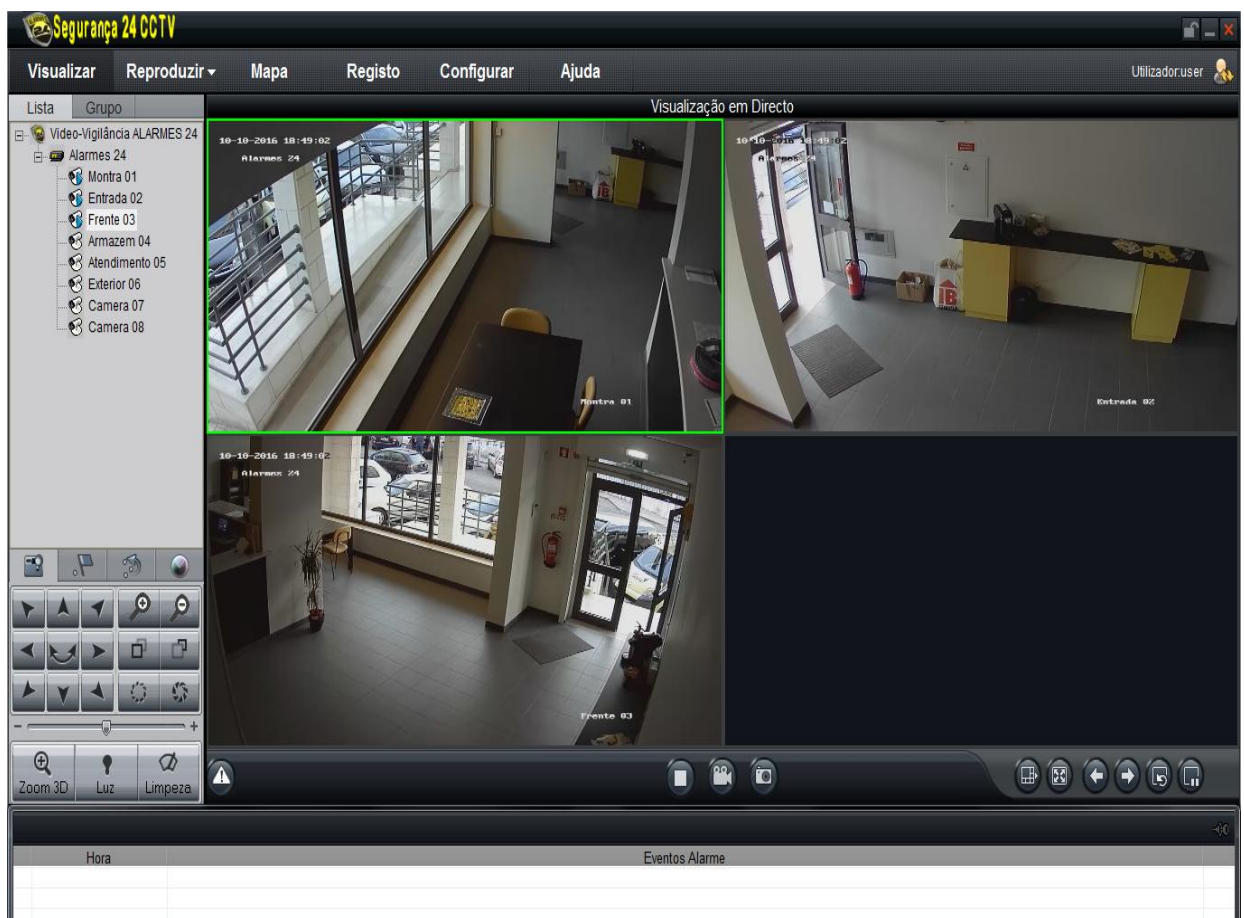 Segurança 24 CCTV
Visualizar Reproduzir Mapa Registo Configurar Ajuda Utilizador:user
Lista Grupo
Visualização em Directo
Video-Vigilância ALARMES 24
Alarmes 24
Montra 01
Entrada 02
Frente 03
Armazem 04
Atendimento 05
Exterior 06
Camera 07
Camera 08
10-10-2016 18:49:02
Alarmes 24
Montra 01
10-10-2016 18:49:02
Alarmes 24
IB
Entrada 02
10-10-2016 18:49:02
Alarmes 24
Frente 03
Zoom 3D Luz Limpeza
Hora Eventos Alarme